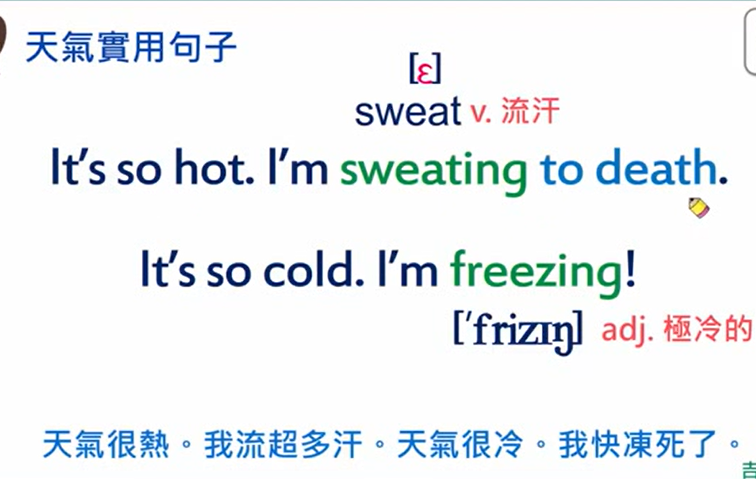 天氣實用句子
[ε]
sweat v. 流汗
It's so hot. I'm sweating to death.
It's so cold. I'm freezing!
[ˈfrizɪŋ] adj. 極冷的
天氣很熱。我流超多汗。天氣很冷。我快凍死了。
吉